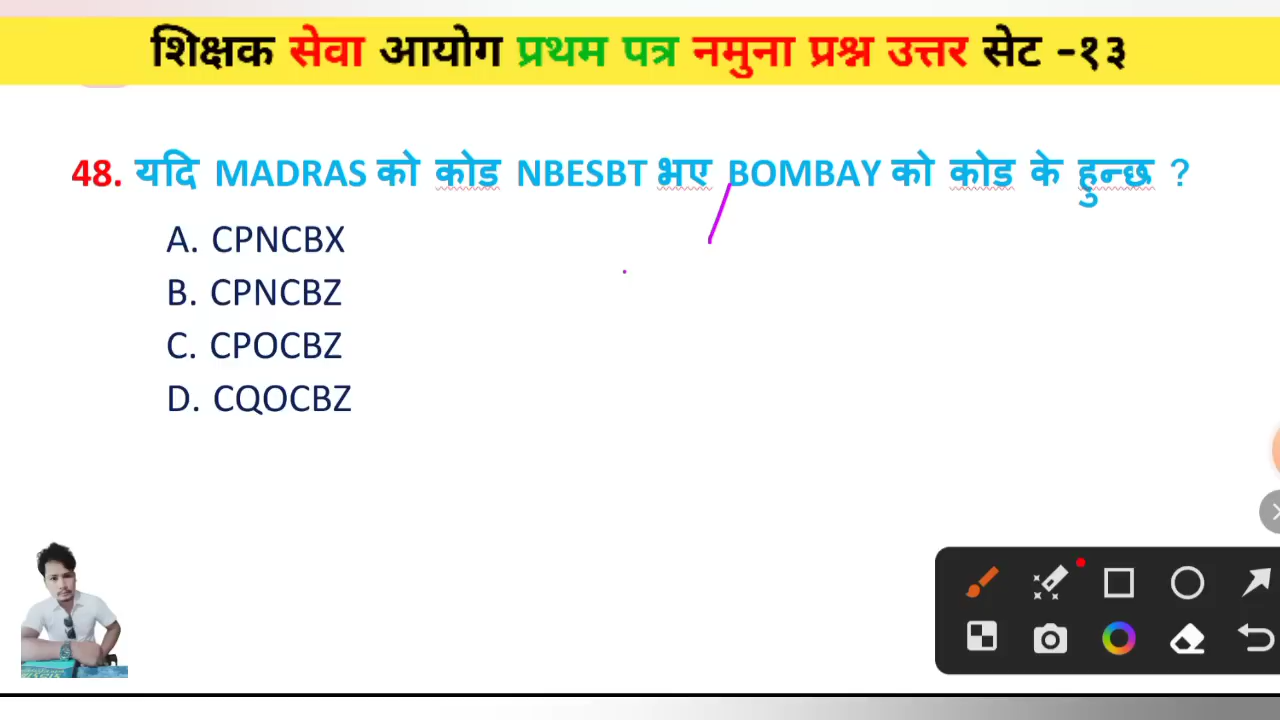 शिक्षक सेवा आयोग प्रथम पत्र नमुना प्रश्न उत्तर सेट -१३
48. यदि MADRAS को कोड NBESBT भए BOMBAY को कोड के हुन्छ ?
A. CPNCBX
B. CPNCBZ
C. CPOCBZ
D. CQOCBZ